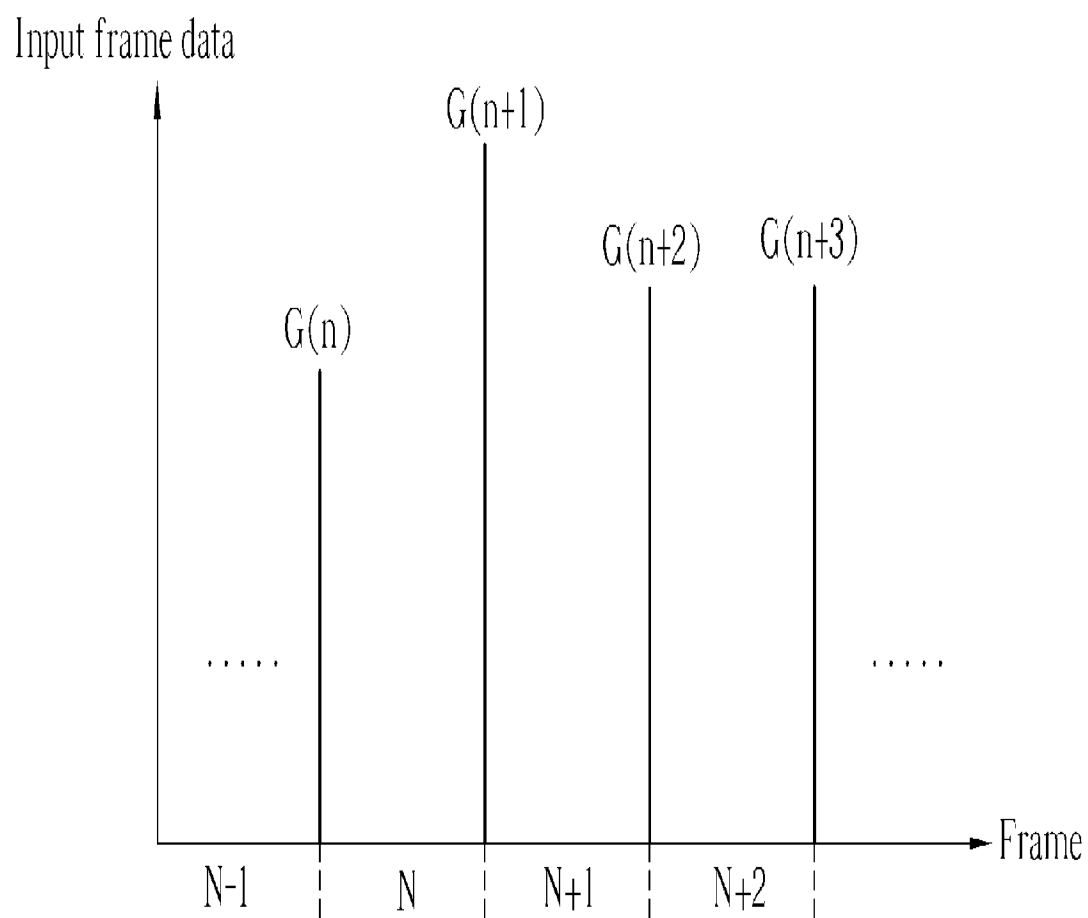 Input frame data
G(n+1)
G(n+2)
G(n+3)
G(n)
.....
.....
Frame
N-1
N
N+1
N+2